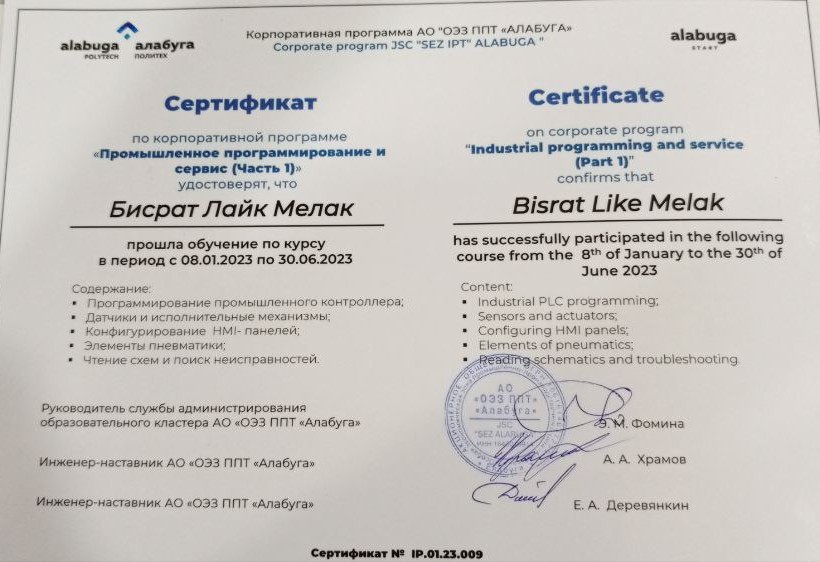 alabuga
POLYTECH
алабуга
ПОЛИТЕХ
Корпоративная программа АО "ОЭЗ ППТ «АЛАБУГА»
Corporate program JSC "SEZ IPT" ALABUGA "
alabuga
START
Сертификат
по корпоративной программе
«Промышленное программирование и
сервис (Часть 1)»
удостоверят, что
Бисрат Лайк Мелак
прошла обучение по курсу
в период с 08.01.2023 по 30.06.2023
Содержание:
▪ Программирование промышленного контроллера;
▪ Датчики и исполнительные механизмы;
▪ Конфигурирование HMI- панелей;
▪ Элементы пневматики;
▪ Чтение схем и поиск неисправностей.
Certificate
on corporate program
"Industrial programming and service
(Part 1)"
confirms that
Bisrat Like Melak
has successfully participated in the following
course from the 8th of January to the 30th of
June 2023
Content:
▪ Industrial PLC programming;
▪ Sensors and actuators;
▪ Configuring HMI panels;
▪ Elements of pneumatics;
▪ Reading schematics and troubleshooting.
АО
«ОЭЗ ППТ
«Алабуга»
JSC
"SEZ ALABUGA"
Руководитель службы администрирования
образовательного кластера АО «ОЭЗ ППТ «Алабуга»
Э. М. Фомина
Инженер-наставник АО «ОЭЗ ППТ «Алабуга»
А. А. Храмов
Инженер-наставник АО «ОЭЗ ППТ «Алабуга»
Е. А. Деревянкин
Сертификат № IP.01.23.009